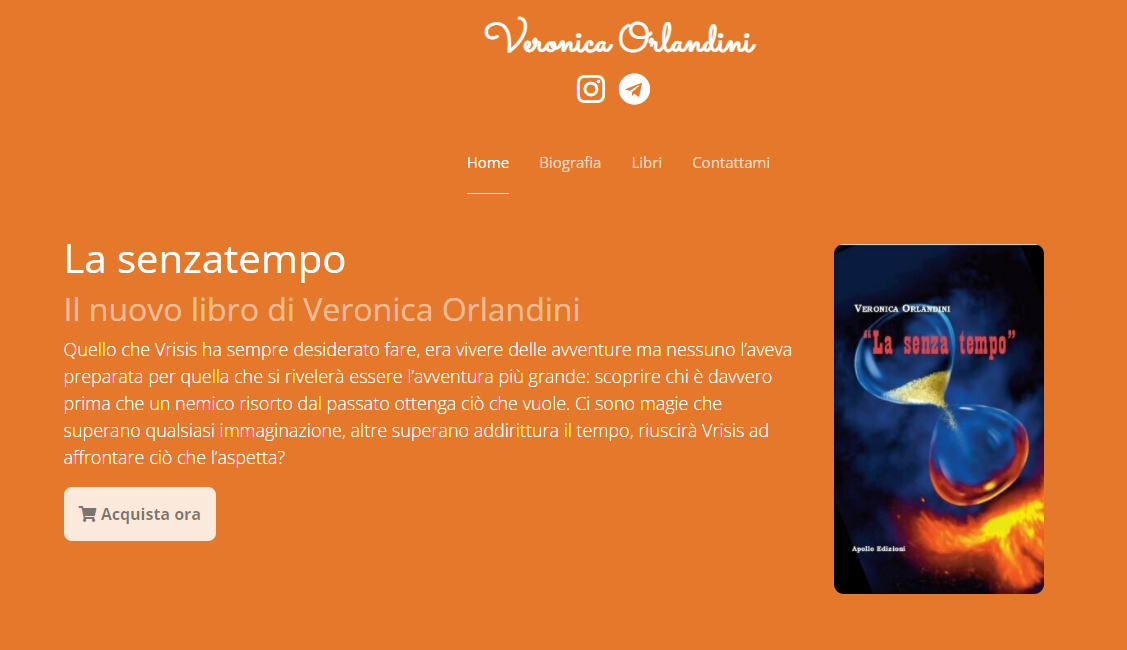 Veronica Orlandini
Home Biografia Libri Contattami
La senzatempo
Il nuovo libro di Veronica Orlandini
Quello che Vrisis ha sempre desiderato fare, era vivere delle avventure ma nessuno l’aveva
preparata per quella che si rivelerà essere l’avventura più grande: scoprire chi è davvero
prima che un nemico risorto dal passato ottenga ciò che vuole. Ci sono magie che
superano qualsiasi immaginazione, altre superano addirittura il tempo, riuscirà Vrisis ad
affrontare ciò che l’aspetta?
Acquista ora
Veronica Orlandini
“La senza tempo”
Apollo Edizioni